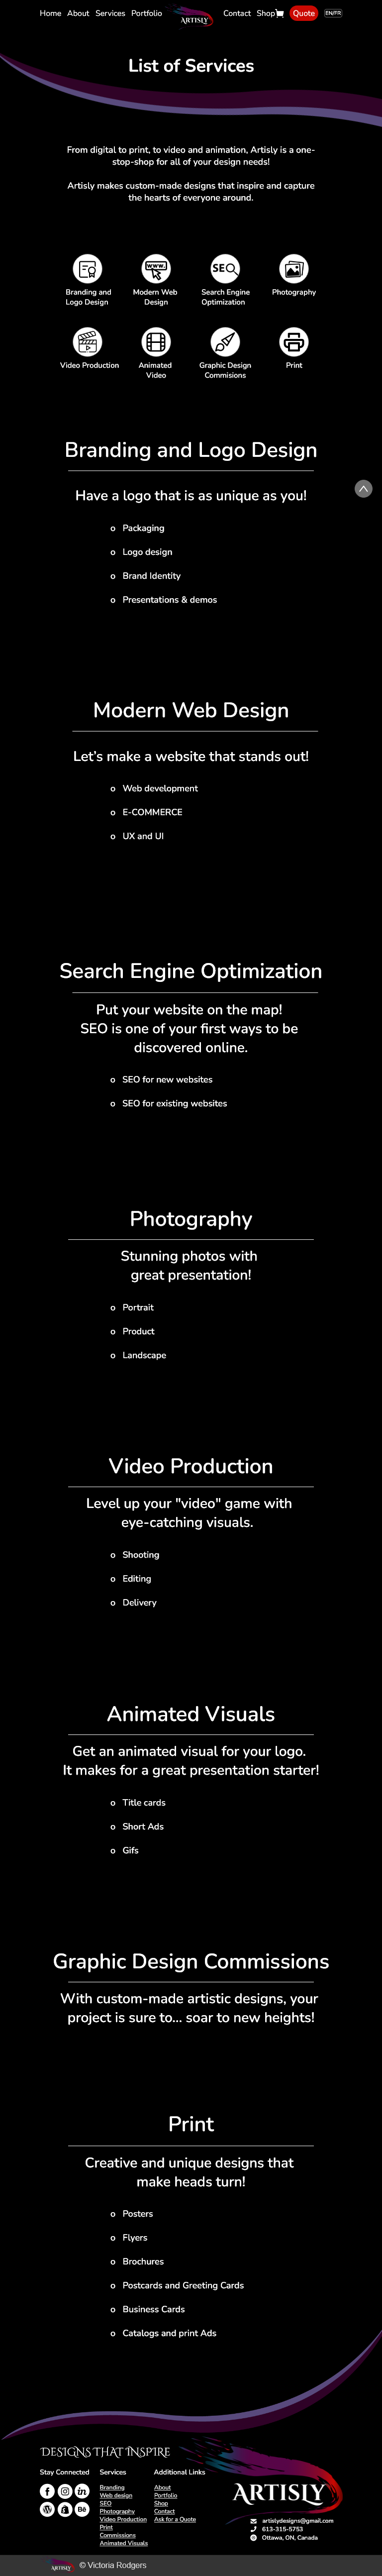 Home About Services Portfolio ARTISLY Contact Shop Quote EN/FR
List of Services
From digital to print, to video and animation, Artisly is a one-
stop-shop for all of your design needs!
Artisly makes custom-made designs that inspire and capture
the hearts of everyone around.
WWW.
SEO
Branding and
Logo Design
Modern Web
Design
Search Engine
Optimization
Photography
Video Production
Animated
Video
Graphic Design
Commisions
Print
Branding and Logo Design
Have a logo that is as unique as you!
o Packaging
o Logo design
o Brand Identity
o Presentations & demos
Modern Web Design
Let’s make a website that stands out!
o Web development
o E-COMMERCE
o UX and UI
Search Engine Optimization
Put your website on the map!
SEO is one of your first ways to be
discovered online.
o SEO for new websites
o SEO for existing websites
Photography
Stunning photos with
great presentation!
o Portrait
o Product
o Landscape
Video Production
Level up your "video" game with
eye-catching visuals.
o Shooting
o Editing
o Delivery
Animated Visuals
Get an animated visual for your logo.
It makes for a great presentation starter!
o Title cards
o Short Ads
o Gifs
Graphic Design Commissions
With custom-made artistic designs, your
project is sure to... soar to new heights!
Print
Creative and unique designs that
make heads turn!
o Posters
o Flyers
o Brochures
o Postcards and Greeting Cards
o Business Cards
o Catalogs and print Ads
DESIGNS THAT INSPIRE
Stay Connected
Services
Branding
Web design
SEO
Photography
Video Production
Print
Commissions
Animated Visuals
Additional Links
About
Portfolio
Shop
Contact
Ask for a Quote
ARTISLY
artislydesigns@gmail.com
613-315-5753
Ottawa, ON, Canada
ARTISLY © Victoria Rodgers